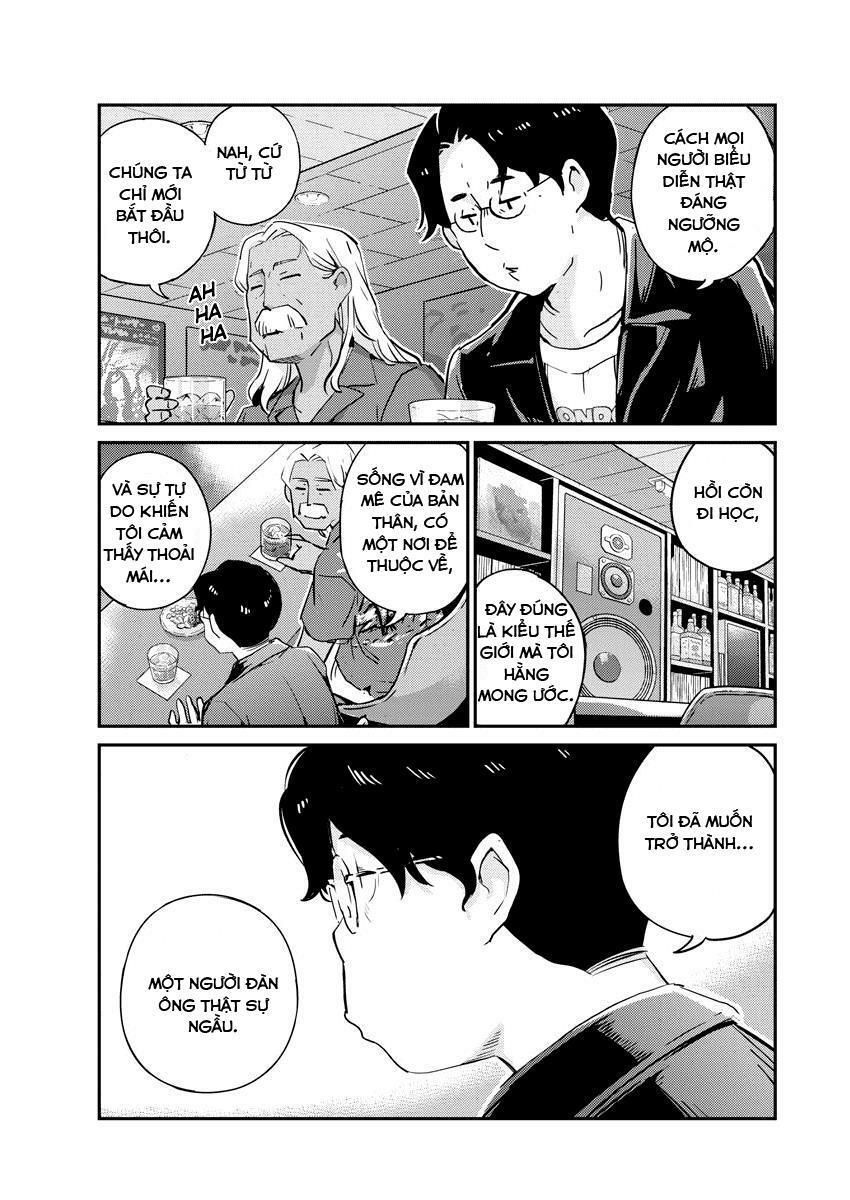 CÁCH MỌI
NGƯỜI BIỂU
DIỄN THẬT
ĐÁNG
NGƯỠNG
MỘ.
NAH, CỨ
TỪ TỪ
CHÚNG TA
CHỈ MỚI
BẮT ĐẦU
THÔI.
AH
HA
HA
HỒI CÒN
ĐI HỌC,
ĐÂY ĐÚNG
LÀ KIỂU THẾ
GIỚI MÀ TÔI
HẰNG
MONG ƯỚC.
SỐNG VÌ ĐAM
MÊ CỦA BẢN
THÂN, CÓ
MỘT NƠI ĐỂ
THUỘC VỀ,
VÀ SỰ TỰ
DO KHIẾN
TÔI CẢM
THẤY THOẢI
MÁI...
TÔI ĐÃ MUỐN
TRỞ THÀNH...
MỘT NGƯỜI ĐÀN
ÔNG THẬT SỰ
NGẦU.